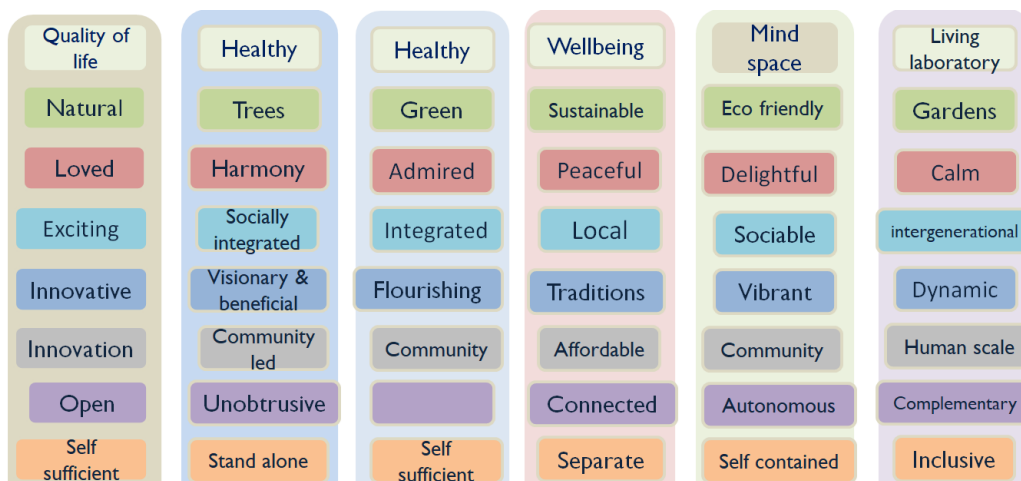 Quality of
life
Natural
Loved
Exciting
Innovative
Innovation
Open
Self
sufficient
Healthy
Trees
Harmony
Socially
integrated
Visionary &
beneficial
Community
led
Unobtrusive
Stand alone
Healthy
Green
Admired
Integrated
Flourishing
Community
Self
sufficient
Wellbeing
Sustainable
Peaceful
Local
Traditions
Affordable
Connected
Separate
Mind
space
Eco friendly
Delightful
Sociable
Vibrant
Community
Autonomous
Self contained
Living
laboratory
Gardens
Calm
intergenerational
Dynamic
Human scale
Complementary
Inclusive